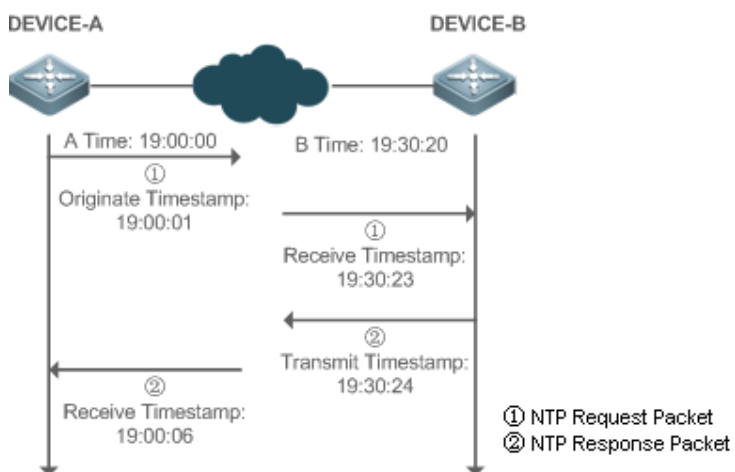 DEVICE-A
DEVICE-B
A Time: 19:00:00
B Time: 19:30:20
①
Originate Timestamp:
19:00:01
①
Receive Timestamp:
19:30:23
②
Transmit Timestamp:
19:30:24
②
Receive Timestamp:
19:00:06
① NTP Request Packet
② NTP Response Packet